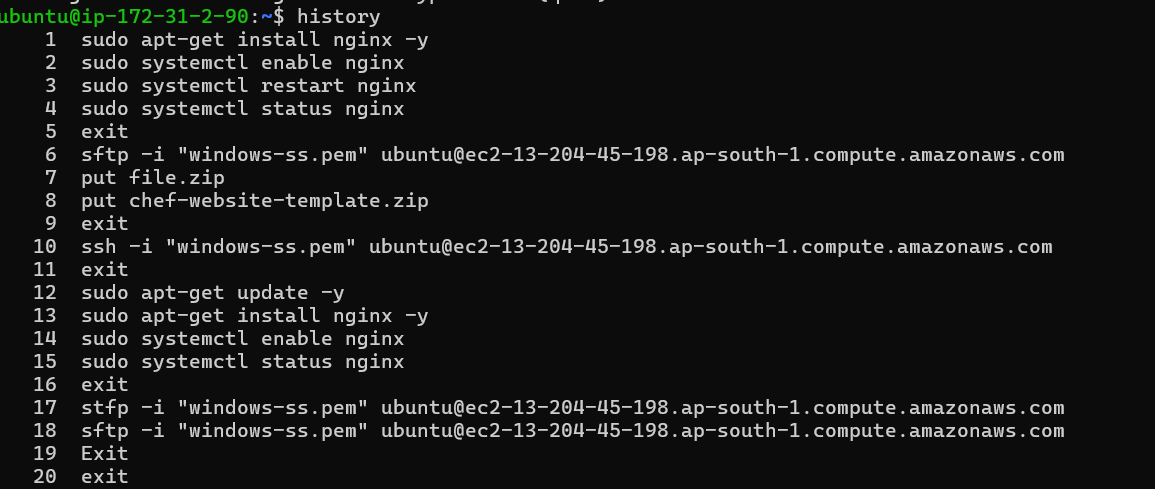 ubuntu@ip-172-31-2-90:~$ history
1 sudo apt-get install nginx -y
2 sudo systemctl enable nginx
3 sudo systemctl restart nginx
4 sudo systemctl status nginx
5 exit
6 sftp -i "windows-ss.pem" ubuntu@ec2-13-204-45-198.ap-south-1.compute.amazonaws.com
7 put file.zip
8 put chef-website-template.zip
9 exit
10 ssh -i "windows-ss.pem" ubuntu@ec2-13-204-45-198.ap-south-1.compute.amazonaws.com
11 exit
12 sudo apt-get update -y
13 sudo apt-get install nginx -y
14 sudo systemctl enable nginx
15 sudo systemctl status nginx
16 exit
17 stfp -i "windows-ss.pem" ubuntu@ec2-13-204-45-198.ap-south-1.compute.amazonaws.com
18 sftp -i "windows-ss.pem" ubuntu@ec2-13-204-45-198.ap-south-1.compute.amazonaws.com
19 Exit
20 exit